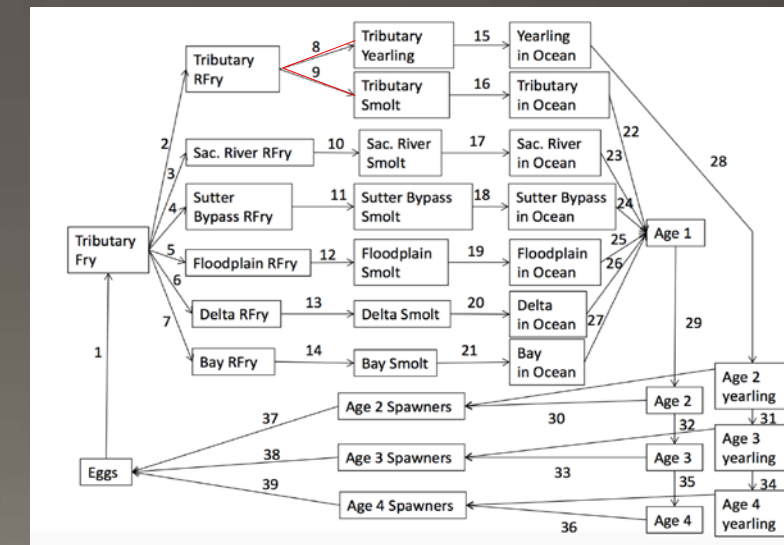 8
Tributary
Yearling
15
Yearling
in Ocean
Tributary
RFry
9
Tributary
Smolt
16
Tributary
in Ocean
2
22
28
3
Sac. River RFry
10
Sac. River
Smolt
17
Sac. River
in Ocean
23
4
Sutter
Bypass RFry
11
Sutter Bypass
Smolt
18
Sutter Bypass
in Ocean
24
Tributary
Fry
5
Floodplain RFry
12
Floodplain
Smolt
19
Floodplain
in Ocean
25
26
Age 1
6
Delta RFry
13
Delta Smolt
20
Delta
in Ocean
27
29
7
Bay RFry
14
Bay Smolt
21
Bay
in Ocean
1
37
Age 2 Spawners
30
Age 2
Age 2
yearling
32
31
38
Age 3 Spawners
33
Age 3
Age 3
yearling
Eggs
35
34
39
Age 4 Spawners
36
Age 4
Age 4
yearling